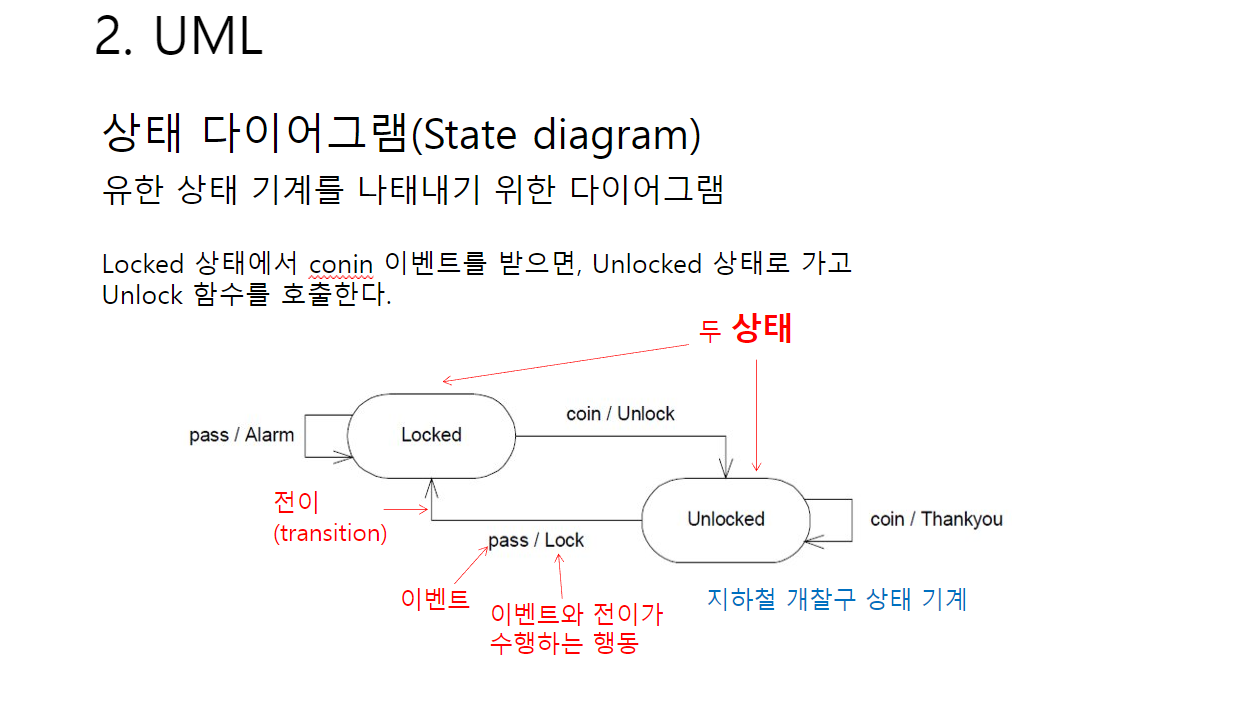 2. UML
상태 다이어그램(State diagram)
유한 상태 기계를 나태내기 위한 다이어그램
Locked 상태에서 conin 이벤트를 받으면, Unlocked 상태로 가고
Unlock 함수를 호출한다.
두 상태
coin / Unlock
pass / Alarm
Locked
전이
(transition)
Unlocked
coin / Thankyou
pass / Lock
이벤트
이벤트와 전이가
수행하는 행동
지하철 개찰구 상태 기계